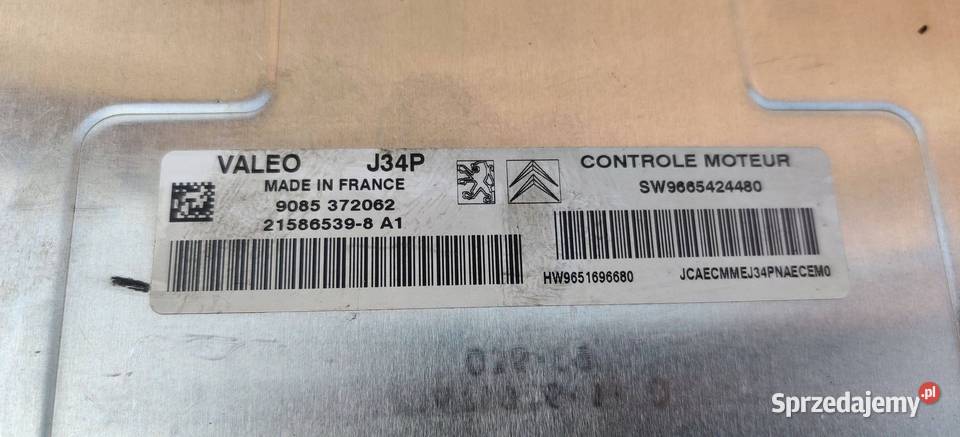 VALEO J34P
MADE IN FRANCE
9085 372062
21586539-8 A1
CONTROLE MOTEUR
SW9665424480
HW9651696680 JCAECMMEJ34PNAECEM0
Sprzedajemy.pl